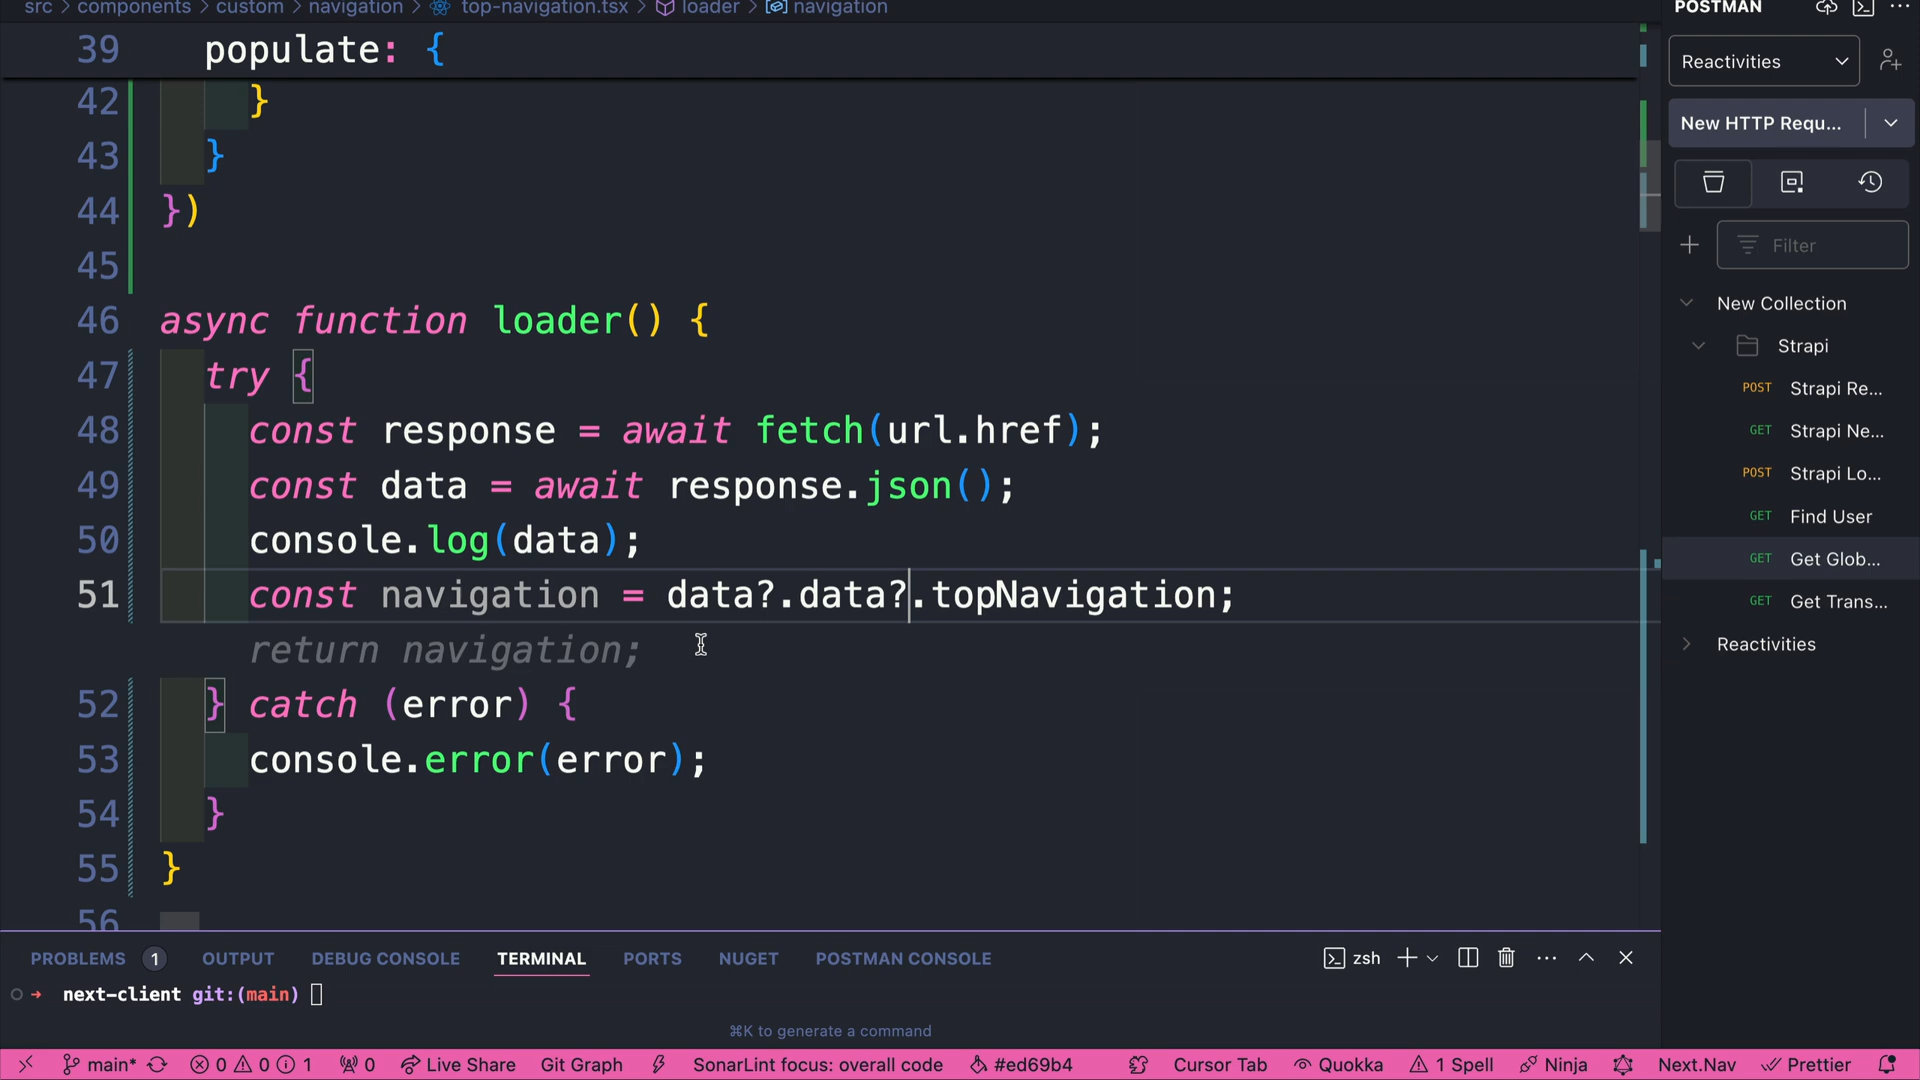 src > components > custom > navigation > top-navigation.tsx > loader > navigation
39 populate: {
42 }
43 }
44 })
45
46 async function loader() {
47 try {
48 const response = await fetch(url.href);
49 const data = await response.json();
50 console.log(data);
51 const navigation = data?.data?.topNavigation;
return navigation;
52 } catch (error) {
53 console.error(error);
54 }
55 }
56
PROBLEMS 1 OUTPUT DEBUG CONSOLE TERMINAL PORTS NUGET POSTMAN CONSOLE zsh
next-client git:(main)
⌘K to generate a command
main* 0 0 1 0 Live Share Git Graph SonarLint focus: overall code #ed69b4 Cursor Tab Quokka 1 Spell Ninja Next.Nav Prettier
POSTMAN
Reactivities
New HTTP Requ...
Filter
New Collection
Strapi
POST Strapi Re...
GET Strapi Ne...
POST Strapi Lo...
GET Find User
GET Get Glob...
GET Get Trans...
Reactivities